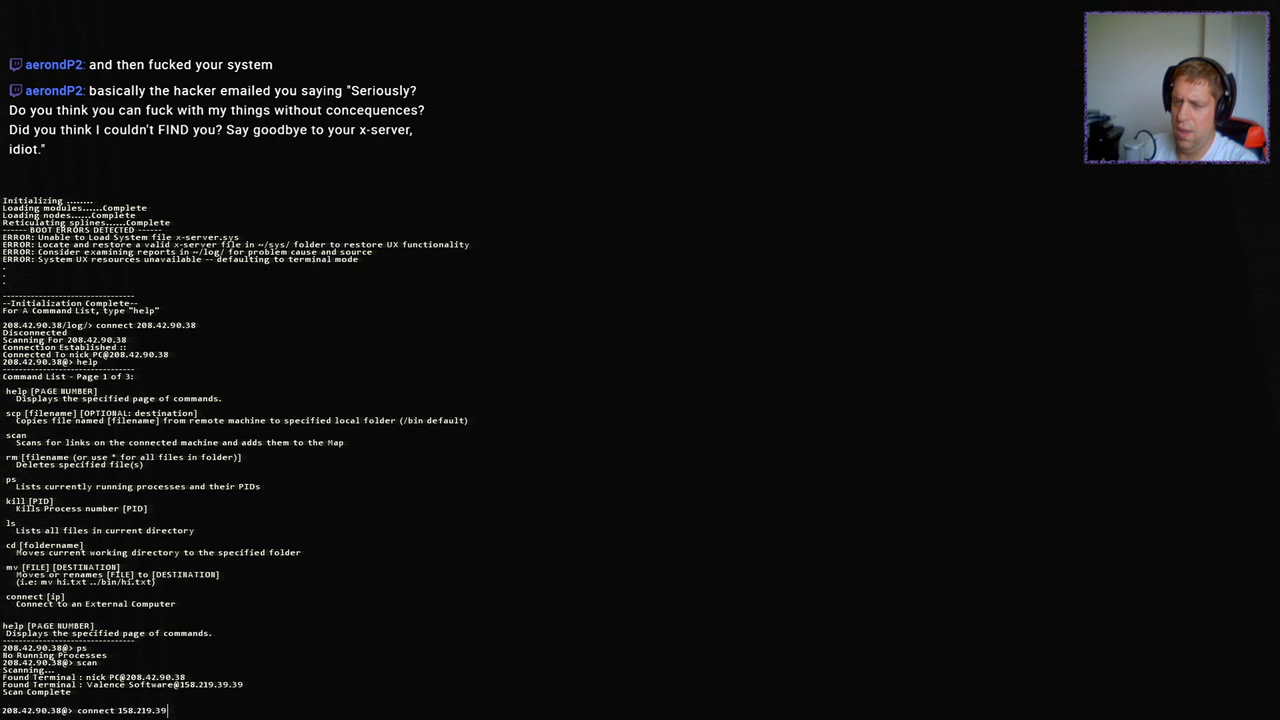 aerondP2: and then fucked your system
aerondP2: basically the hacker emailed you saying "Seriously?
Do you think you can fuck with my things without concequences?
Did you think I couldn't FIND you? Say goodbye to your x-server,
idiot."
Initializing ........
Loading modules......Complete
Loading nodes......Complete
Reticulating splines......Complete
------ BOOT ERRORS DETECTED ------
ERROR: Unable to Load System file x-server.sys
ERROR: Locate and restore a valid x-server file in ~/sys/ folder to restore UX functionality
ERROR: Consider examining reports in ~/log/ for problem cause and source
ERROR: System UX resources unavailable -- defaulting to terminal mode
.
.
.
---------------------------------
--Initialization Complete--
For A Command List, type "help"
208.42.90.38/log/> connect 208.42.90.38
Disconnected
Scanning For 208.42.90.38
Connection Established ::
Connected To nick PC@208.42.90.38
208.42.90.38@> help
---------------------------------
Command List - Page 1 of 3:
help [PAGE NUMBER]
Displays the specified page of commands.
scp [filename] [OPTIONAL: destination]
Copies file named [filename] from remote machine to specified local folder (/bin default)
scan
Scans for links on the connected machine and adds them to the Map
rm [filename (or use * for all files in folder)]
Deletes specified file(s)
ps
Lists currently running processes and their PIDs
kill [PID]
Kills Process number [PID]
ls
Lists all files in current directory
cd [foldername]
Moves current working directory to the specified folder
mv [FILE] [DESTINATION]
Moves or renames [FILE] to [DESTINATION]
(i.e: mv hi.txt ../bin/hi.txt)
connect [ip]
Connect to an External Computer
help [PAGE NUMBER]
Displays the specified page of commands.
---------------------------------
208.42.90.38@> ps
No Running Processes
208.42.90.38@> scan
Scanning...
Found Terminal : nick PC@208.42.90.38
Found Terminal : Valence Software@158.219.39.39
Scan Complete
208.42.90.38@> connect 158.219.39